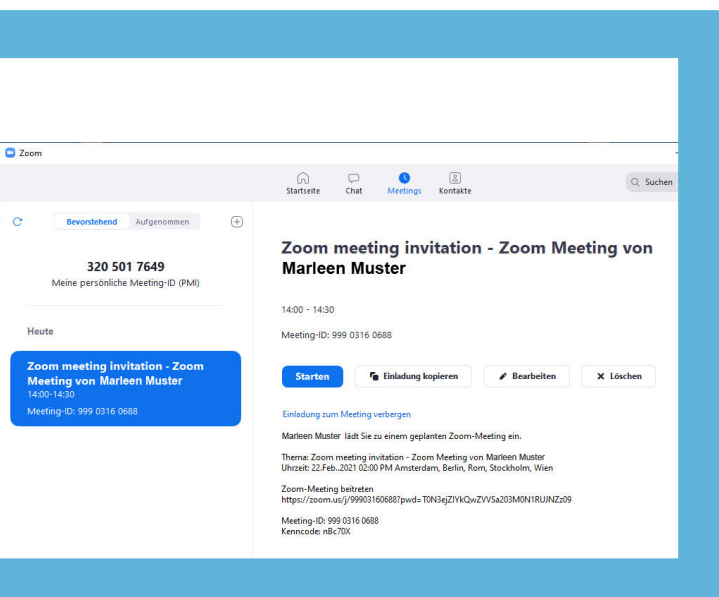 Zoom
Startseite Chat Meetings Kontakte
Suchen
Bevorstehend Aufgenommen
320 501 7649
Meine persönliche Meeting-ID (PMI)
Heute
Zoom meeting invitation - Zoom
Meeting von Marleen Muster
14:00-14:30
Meeting-ID: 999 0316 0688
Zoom meeting invitation - Zoom Meeting von
Marleen Muster
14:00 - 14:30
Meeting-ID: 999 0316 0688
Starten Einladung kopieren Bearbeiten Löschen
Einladung zum Meeting verbergen
Marleen Muster lädt Sie zu einem geplanten Zoom-Meeting ein.
Thema: Zoom meeting invitation - Zoom Meeting von Marleen Muster
Uhrzeit: 22.Feb..2021 02:00 PM Amsterdam, Berlin, Rom, Stockholm, Wien
Zoom-Meeting beitreten
https://zoom.us/j/99903160688?pwd=T0N3ejZIYkQwZVVSa203M0N1RUJNZz09
Meeting-ID: 999 0316 0688
Kenncode: nBc70X